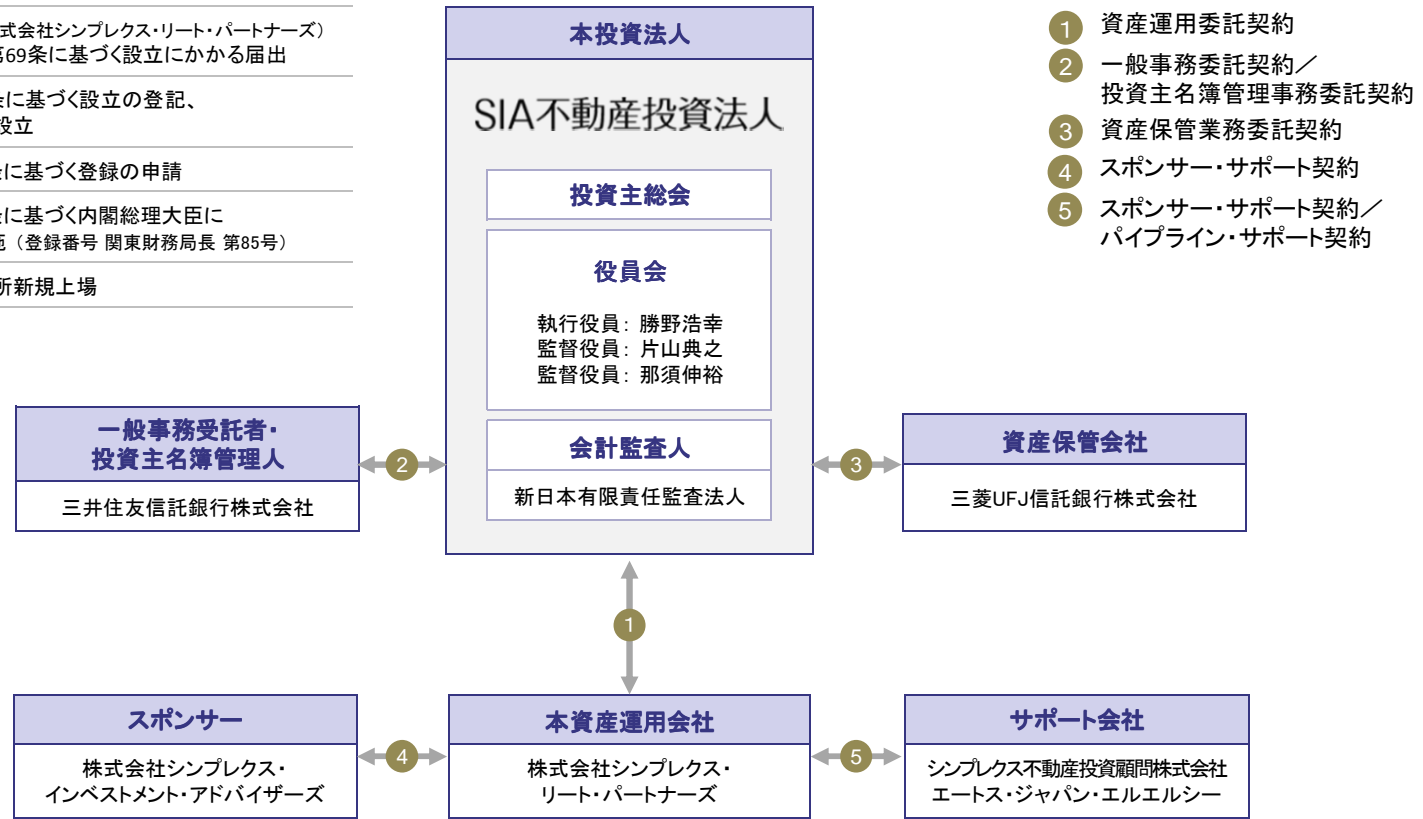 式会社シンプレクス・リート・パートナーズ）
第69条に基づく設立にかかる届出
条に基づく設立の登記、
設立
条に基づく登録の申請
条に基づく内閣総理大臣に
（登録番号 関東財務局長 第85号）
所新規上場
本投資法人
SIA不動産投資法人
投資主総会
役員会
執行役員： 勝野浩幸
監督役員： 片山典之
監督役員： 那須伸裕
会計監査人
新日本有限責任監査法人
1 資産運用委託契約
2 一般事務委託契約／
投資主名簿管理事務委託契約
3 資産保管業務委託契約
4 スポンサー・サポート契約
5 スポンサー・サポート契約／
パイプライン・サポート契約
一般事務受託者・
投資主名簿管理人
三井住友信託銀行株式会社
2
3
資産保管会社
三菱UFJ信託銀行株式会社
1
スポンサー
株式会社シンプレクス・
インベストメント・アドバイザーズ
4
本資産運用会社
株式会社シンプレクス・
リート・パートナーズ
5
サポート会社
シンプレクス不動産投資顧問株式会社
エートス・ジャパン・エルエルシー